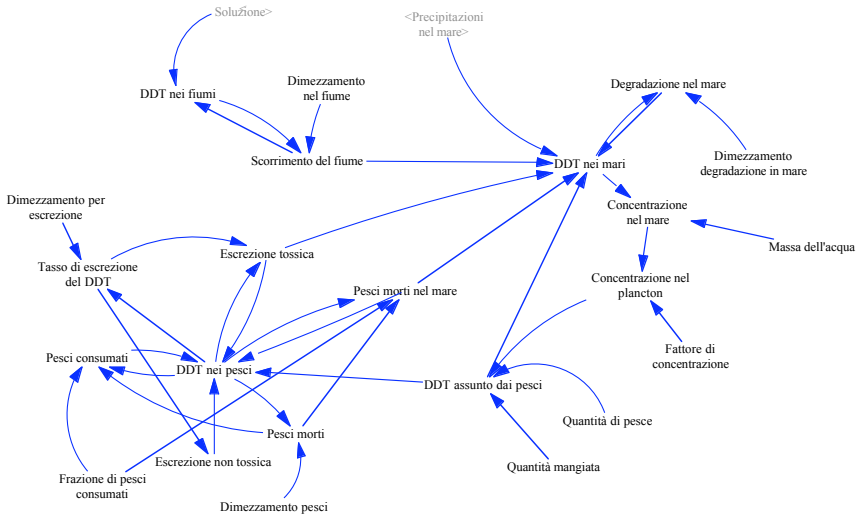 Soluzione>
<Precipitazioni
nel mare>
DDT nei fiumi
Dimezzamento
nel fiume
Degradazione nel mare
Scorrimento del fiume
DDT nei mari
Dimezzamento
degradazione in mare
Dimezzamento per
escrezione
Concentrazione
nel mare
Massa dell'acqua
Tasso di escrezione
del DDT
Escrezione tossica
Pesci morti nel mare
Concentrazione nel
plancton
Fattore di
concentrazione
Pesci consumati
DDT nei pesci
DDT assunto dai pesci
Quantità di pesce
Pesci morti
Escrezione non tossica
Quantità mangiata
Frazione di pesci
consumati
Dimezzamento pesci